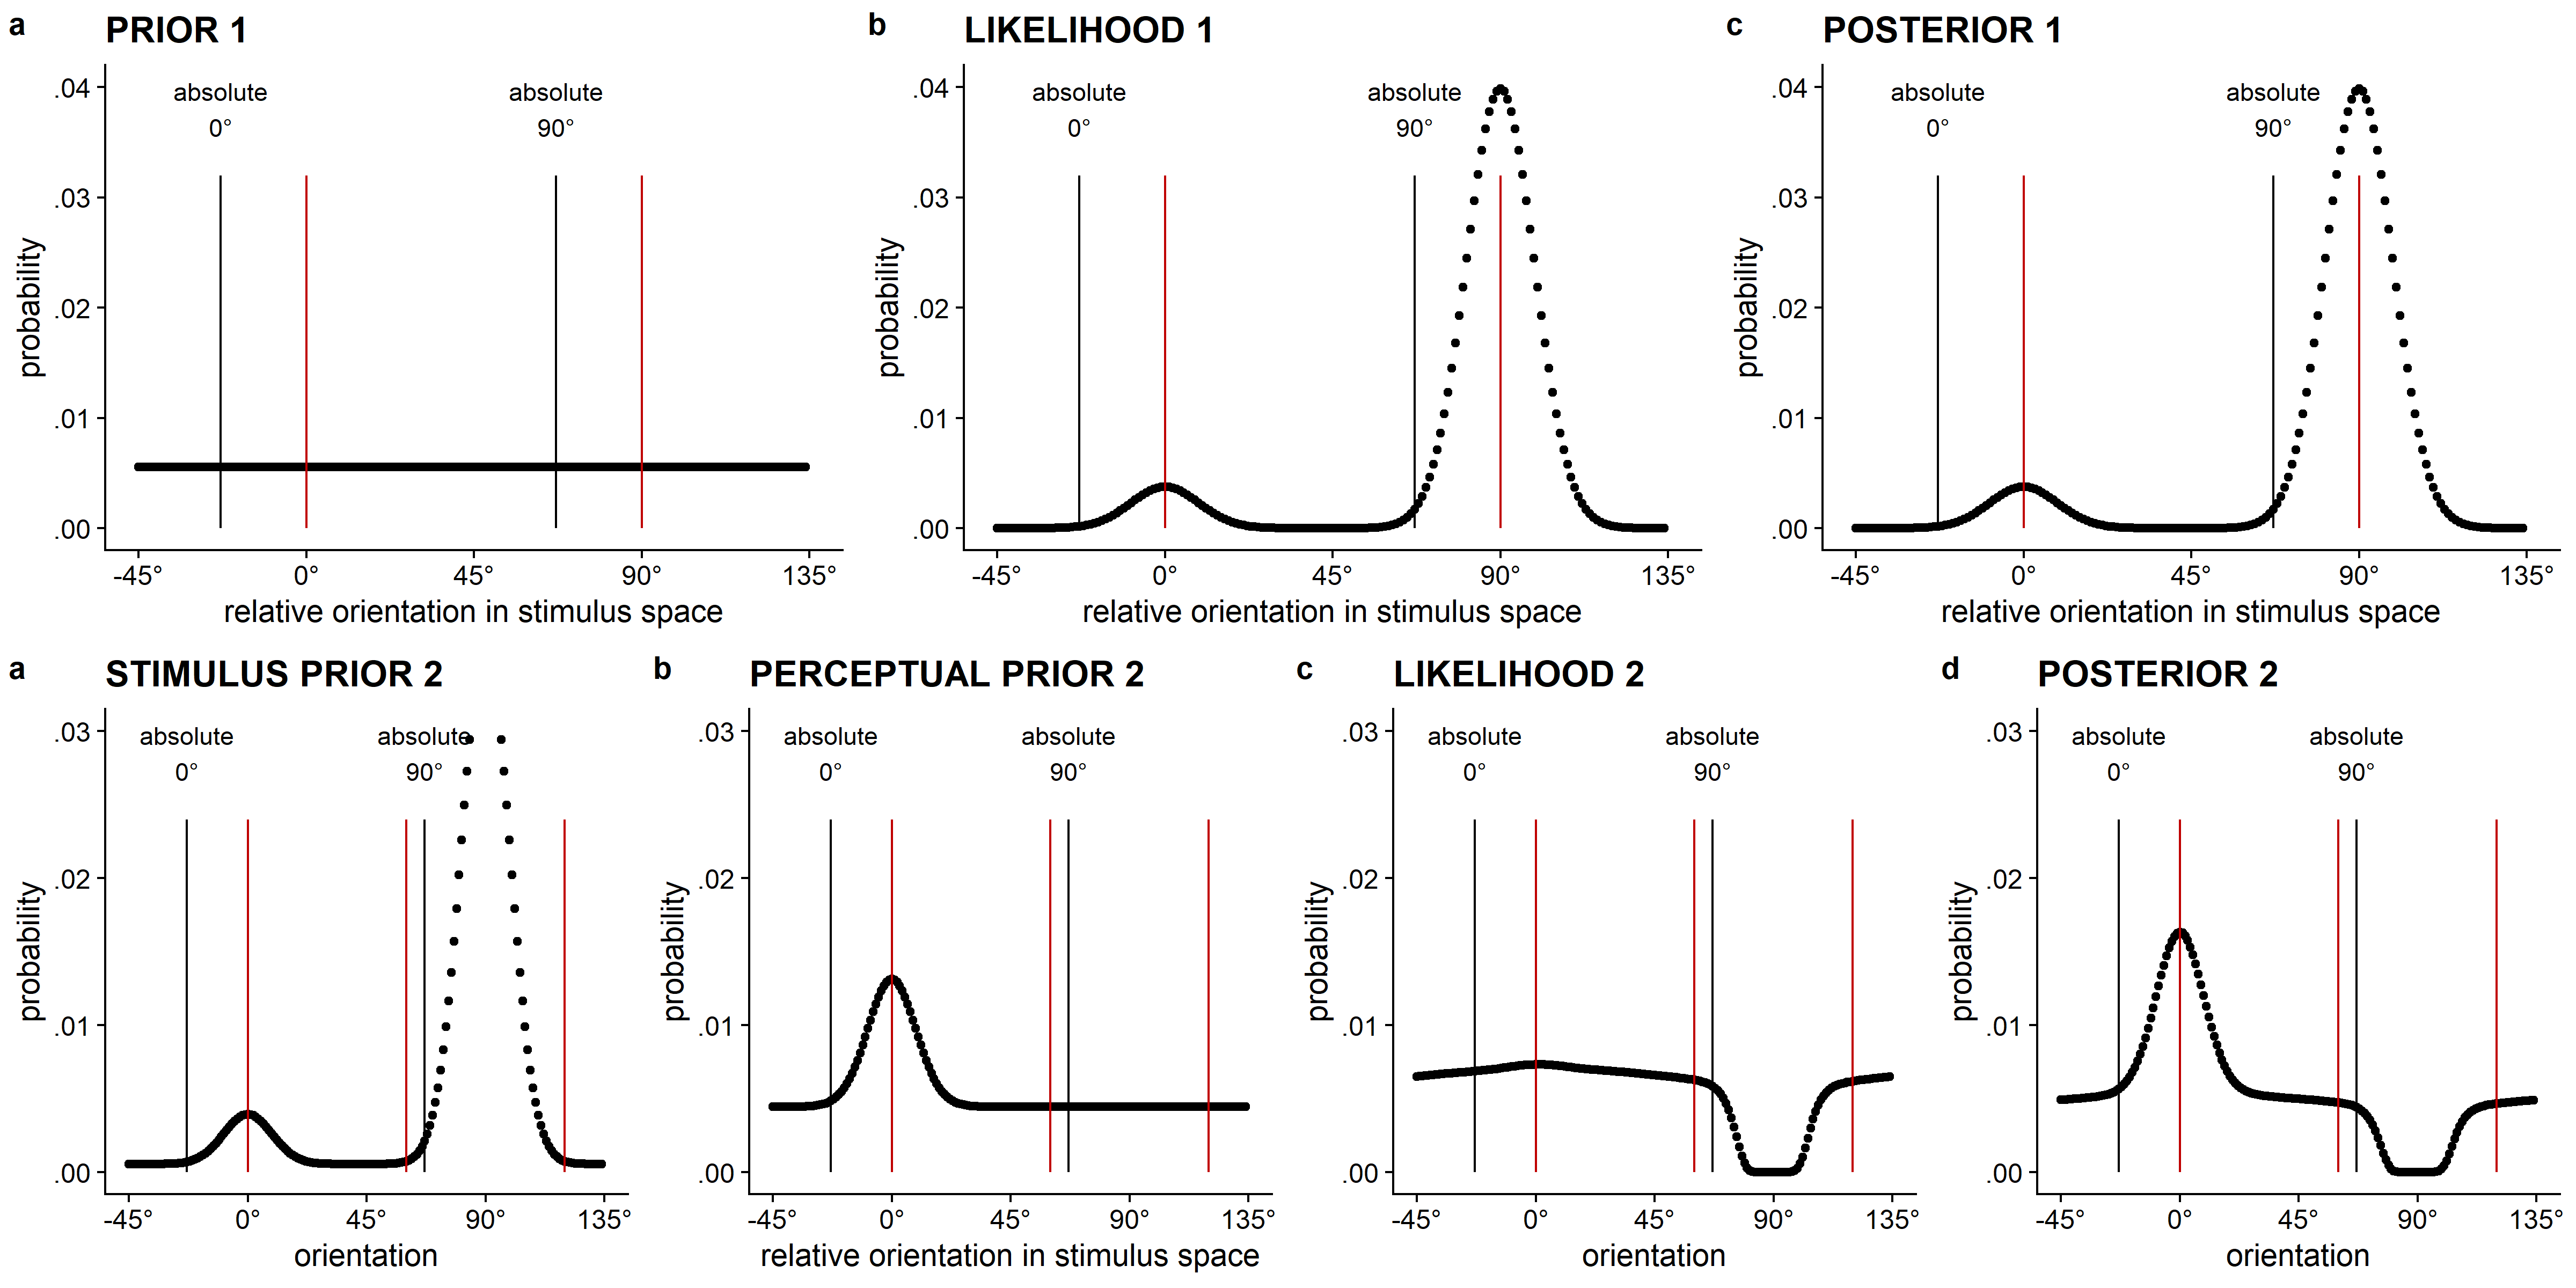 a PRIOR 1
absolute absolute
0° 90°
.04
.03
.02
.01
.00
probability
-45° 0° 45° 90° 135°
relative orientation in stimulus space
b LIKELIHOOD 1
absolute absolute
0° 90°
.04
.03
.02
.01
.00
probability
-45° 0° 45° 90° 135°
relative orientation in stimulus space
c POSTERIOR 1
absolute absolute
0° 90°
.04
.03
.02
.01
.00
probability
-45° 0° 45° 90° 135°
relative orientation in stimulus space
a STIMULUS PRIOR 2
absolute absolute
0° 90°
.03
.02
.01
.00
probability
-45° 0° 45° 90° 135°
orientation
b PERCEPTUAL PRIOR 2
absolute absolute
0° 90°
.03
.02
.01
.00
probability
-45° 0° 45° 90° 135°
relative orientation in stimulus space
c LIKELIHOOD 2
absolute absolute
0° 90°
.03
.02
.01
.00
probability
-45° 0° 45° 90° 135°
orientation
d POSTERIOR 2
absolute absolute
0° 90°
.03
.02
.01
.00
probability
-45° 0° 45° 90° 135°
orientation